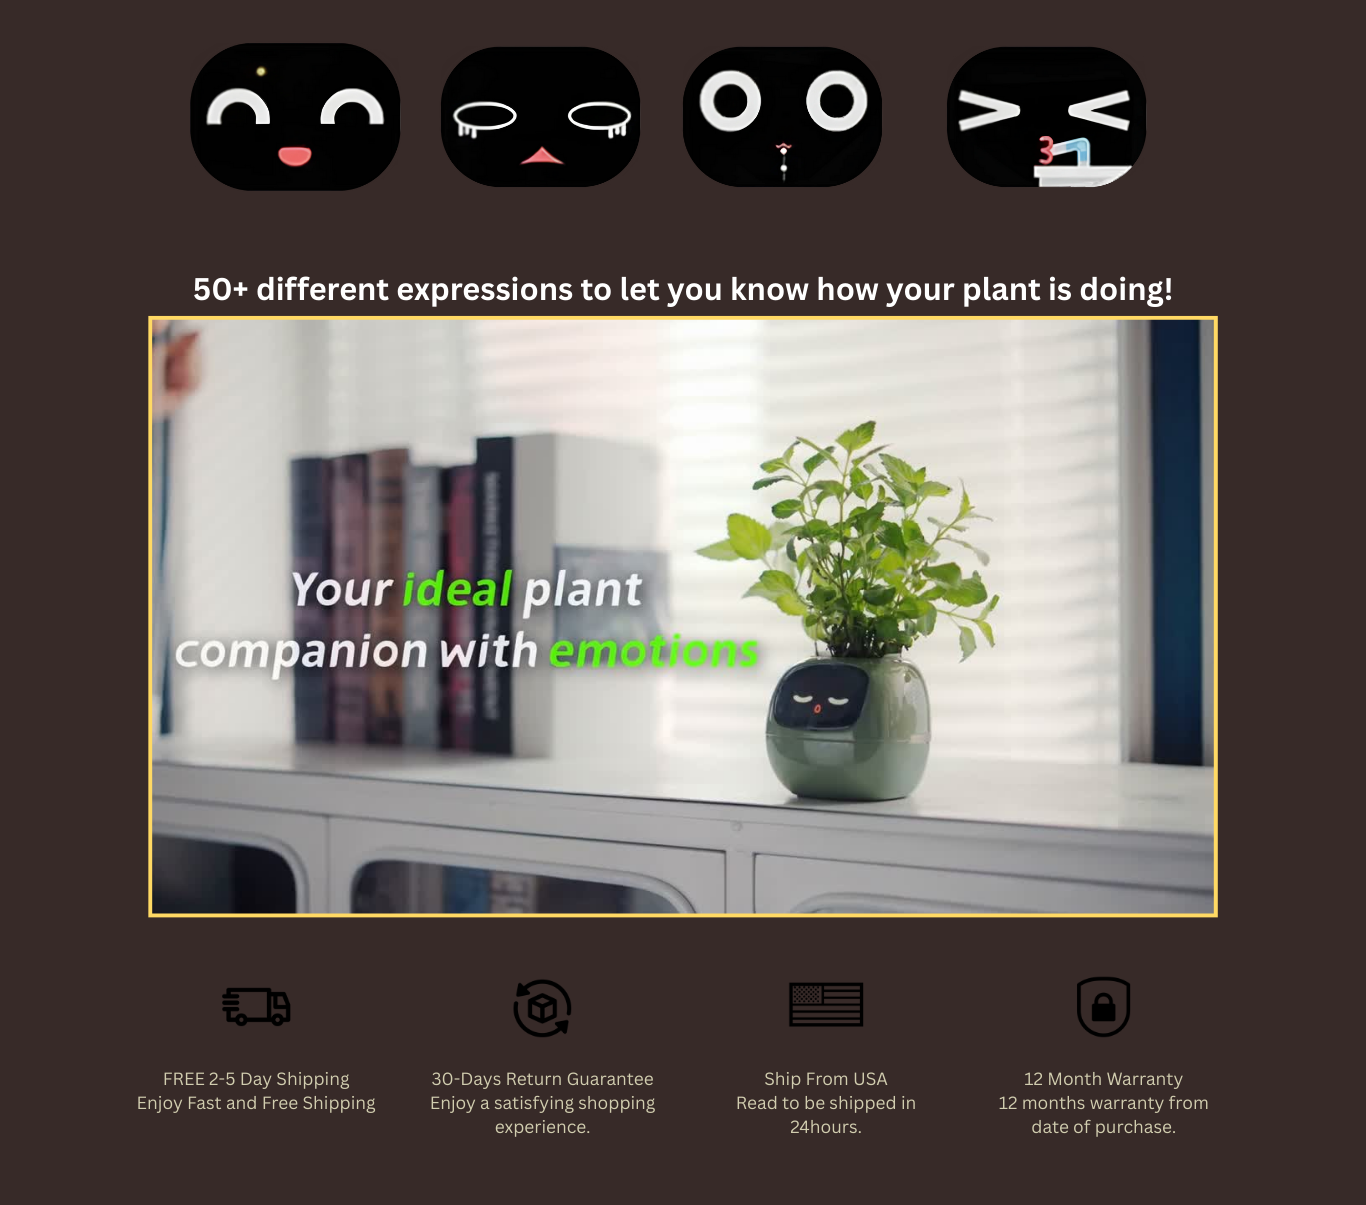 50+ different expressions to let you know how your plant is doing!
Your ideal plant
companion with emotions
FREE 2-5 Day Shipping
Enjoy Fast and Free Shipping
30-Days Return Guarantee
Enjoy a satisfying shopping
experience.
Ship From USA
Read to be shipped in
24hours.
12 Month Warranty
12 months warranty from
date of purchase.